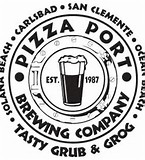 SOLANA BEACH • CARLSBAD • SAN CLEMENTE • OCEAN BEACH
PIZZA PORT
EST. 1987
BREWING COMPANY
TASTY GRUB & GROG